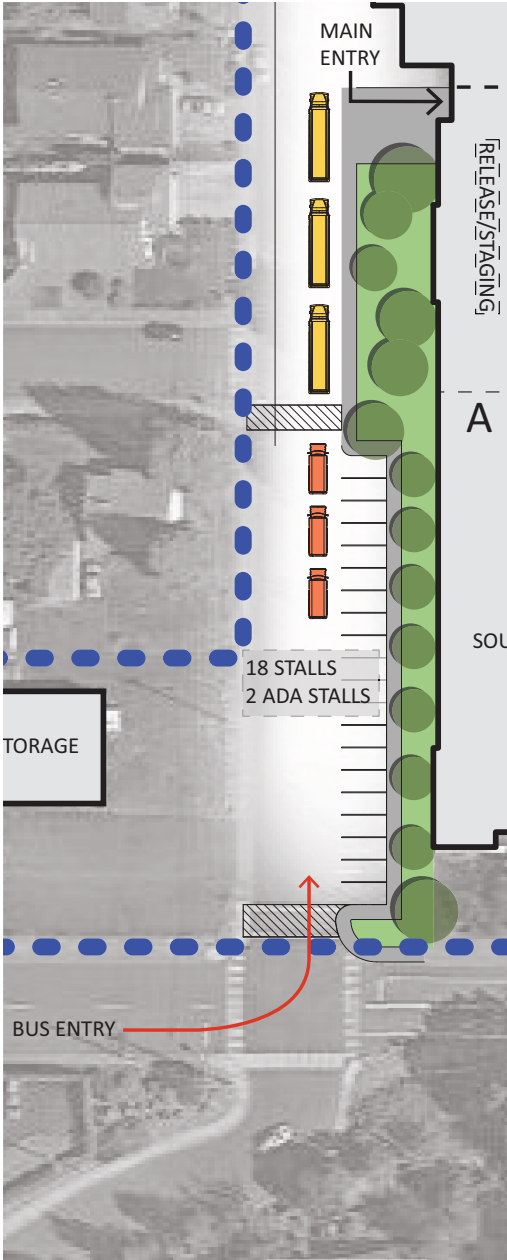 MAIN
ENTRY
RELEASE/STAGING
A
SOU
18 STALLS
2 ADA STALLS
TORAGE
BUS ENTRY